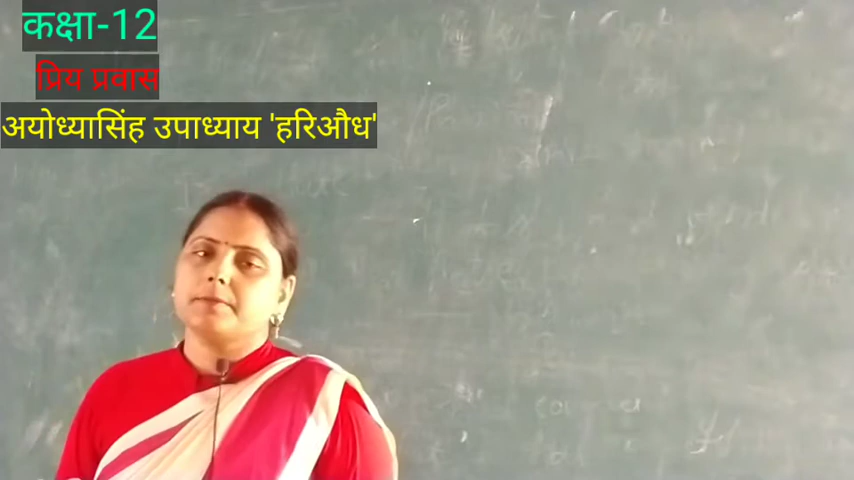 कक्षा-12
प्रिय प्रवास
अयोध्यासिंह उपाध्याय 'हरिऔध'